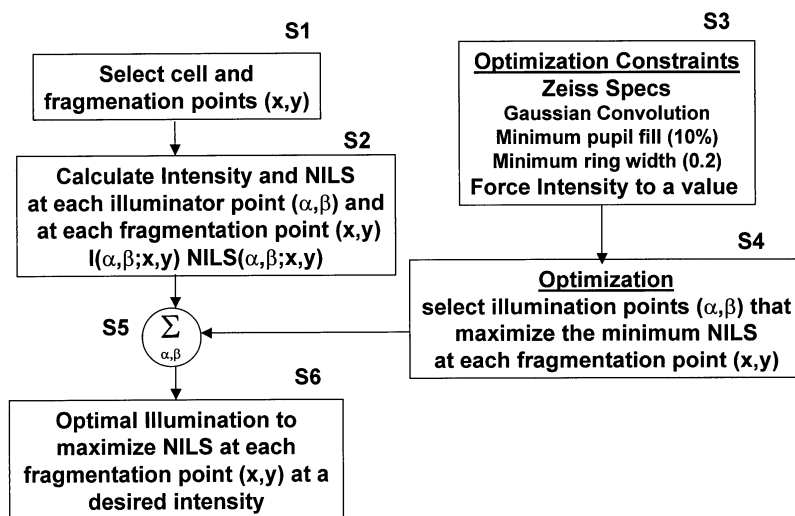 S1
Select cell and
fragmenation points (x,y)
S2
Calculate Intensity and NILS
at each illuminator point (α,β) and
at each fragmentation point (x,y)
I(α,β;x,y) NILS(α,β;x,y)
S3
Optimization Constraints
Zeiss Specs
Gaussian Convolution
Minimum pupil fill (10%)
Minimum ring width (0.2)
Force Intensity to a value
S4
Optimization
select illumination points (α,β) that
maximize the minimum NILS
at each fragmentation point (x,y)
S5
Σ
α,β
S6
Optimal Illumination to
maximize NILS at each
fragmentation point (x,y) at a
desired intensity